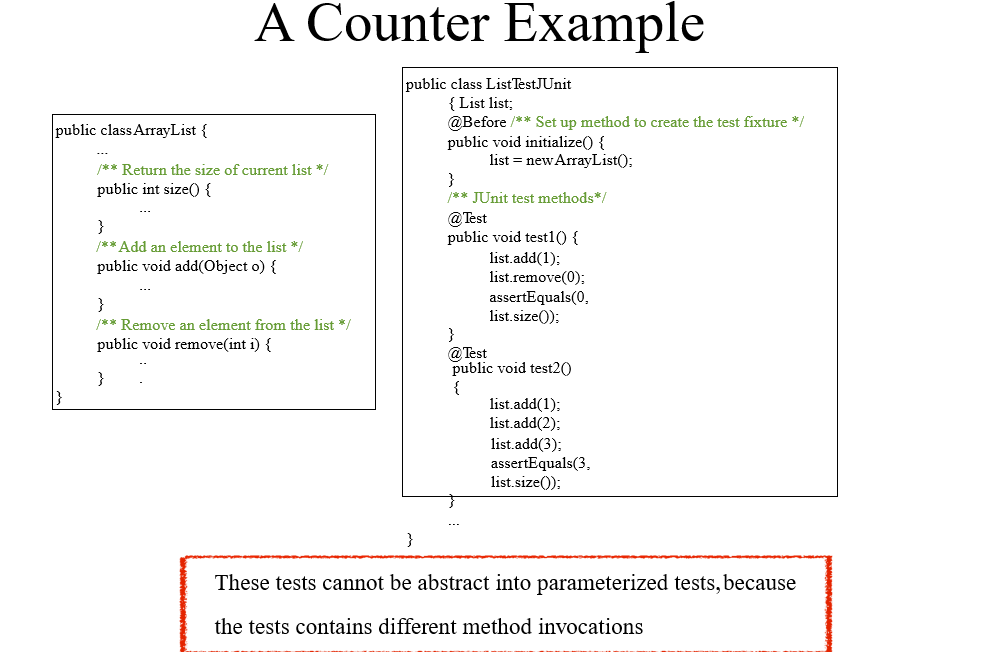 A Counter Example
public class ArrayList {
...
/** Return the size of current list */
public int size() {
...
}
/** Add an element to the list */
public void add(Object o) {
...
}
/** Remove an element from the list */
public void remove(int i) {
..
} .
}
public class ListTestJUnit
{ List list;
@Before /** Set up method to create the test fixture */
public void initialize() {
list = new ArrayList();
}
/** JUnit test methods*/
@Test
public void test1() {
list.add(1);
list.remove(0);
assertEquals(0,
list.size());
}
@Test
public void test2()
{
list.add(1);
list.add(2);
list.add(3);
assertEquals(3,
list.size());
}
...
}
These tests cannot be abstract into parameterized tests, because
the tests contains different method invocations